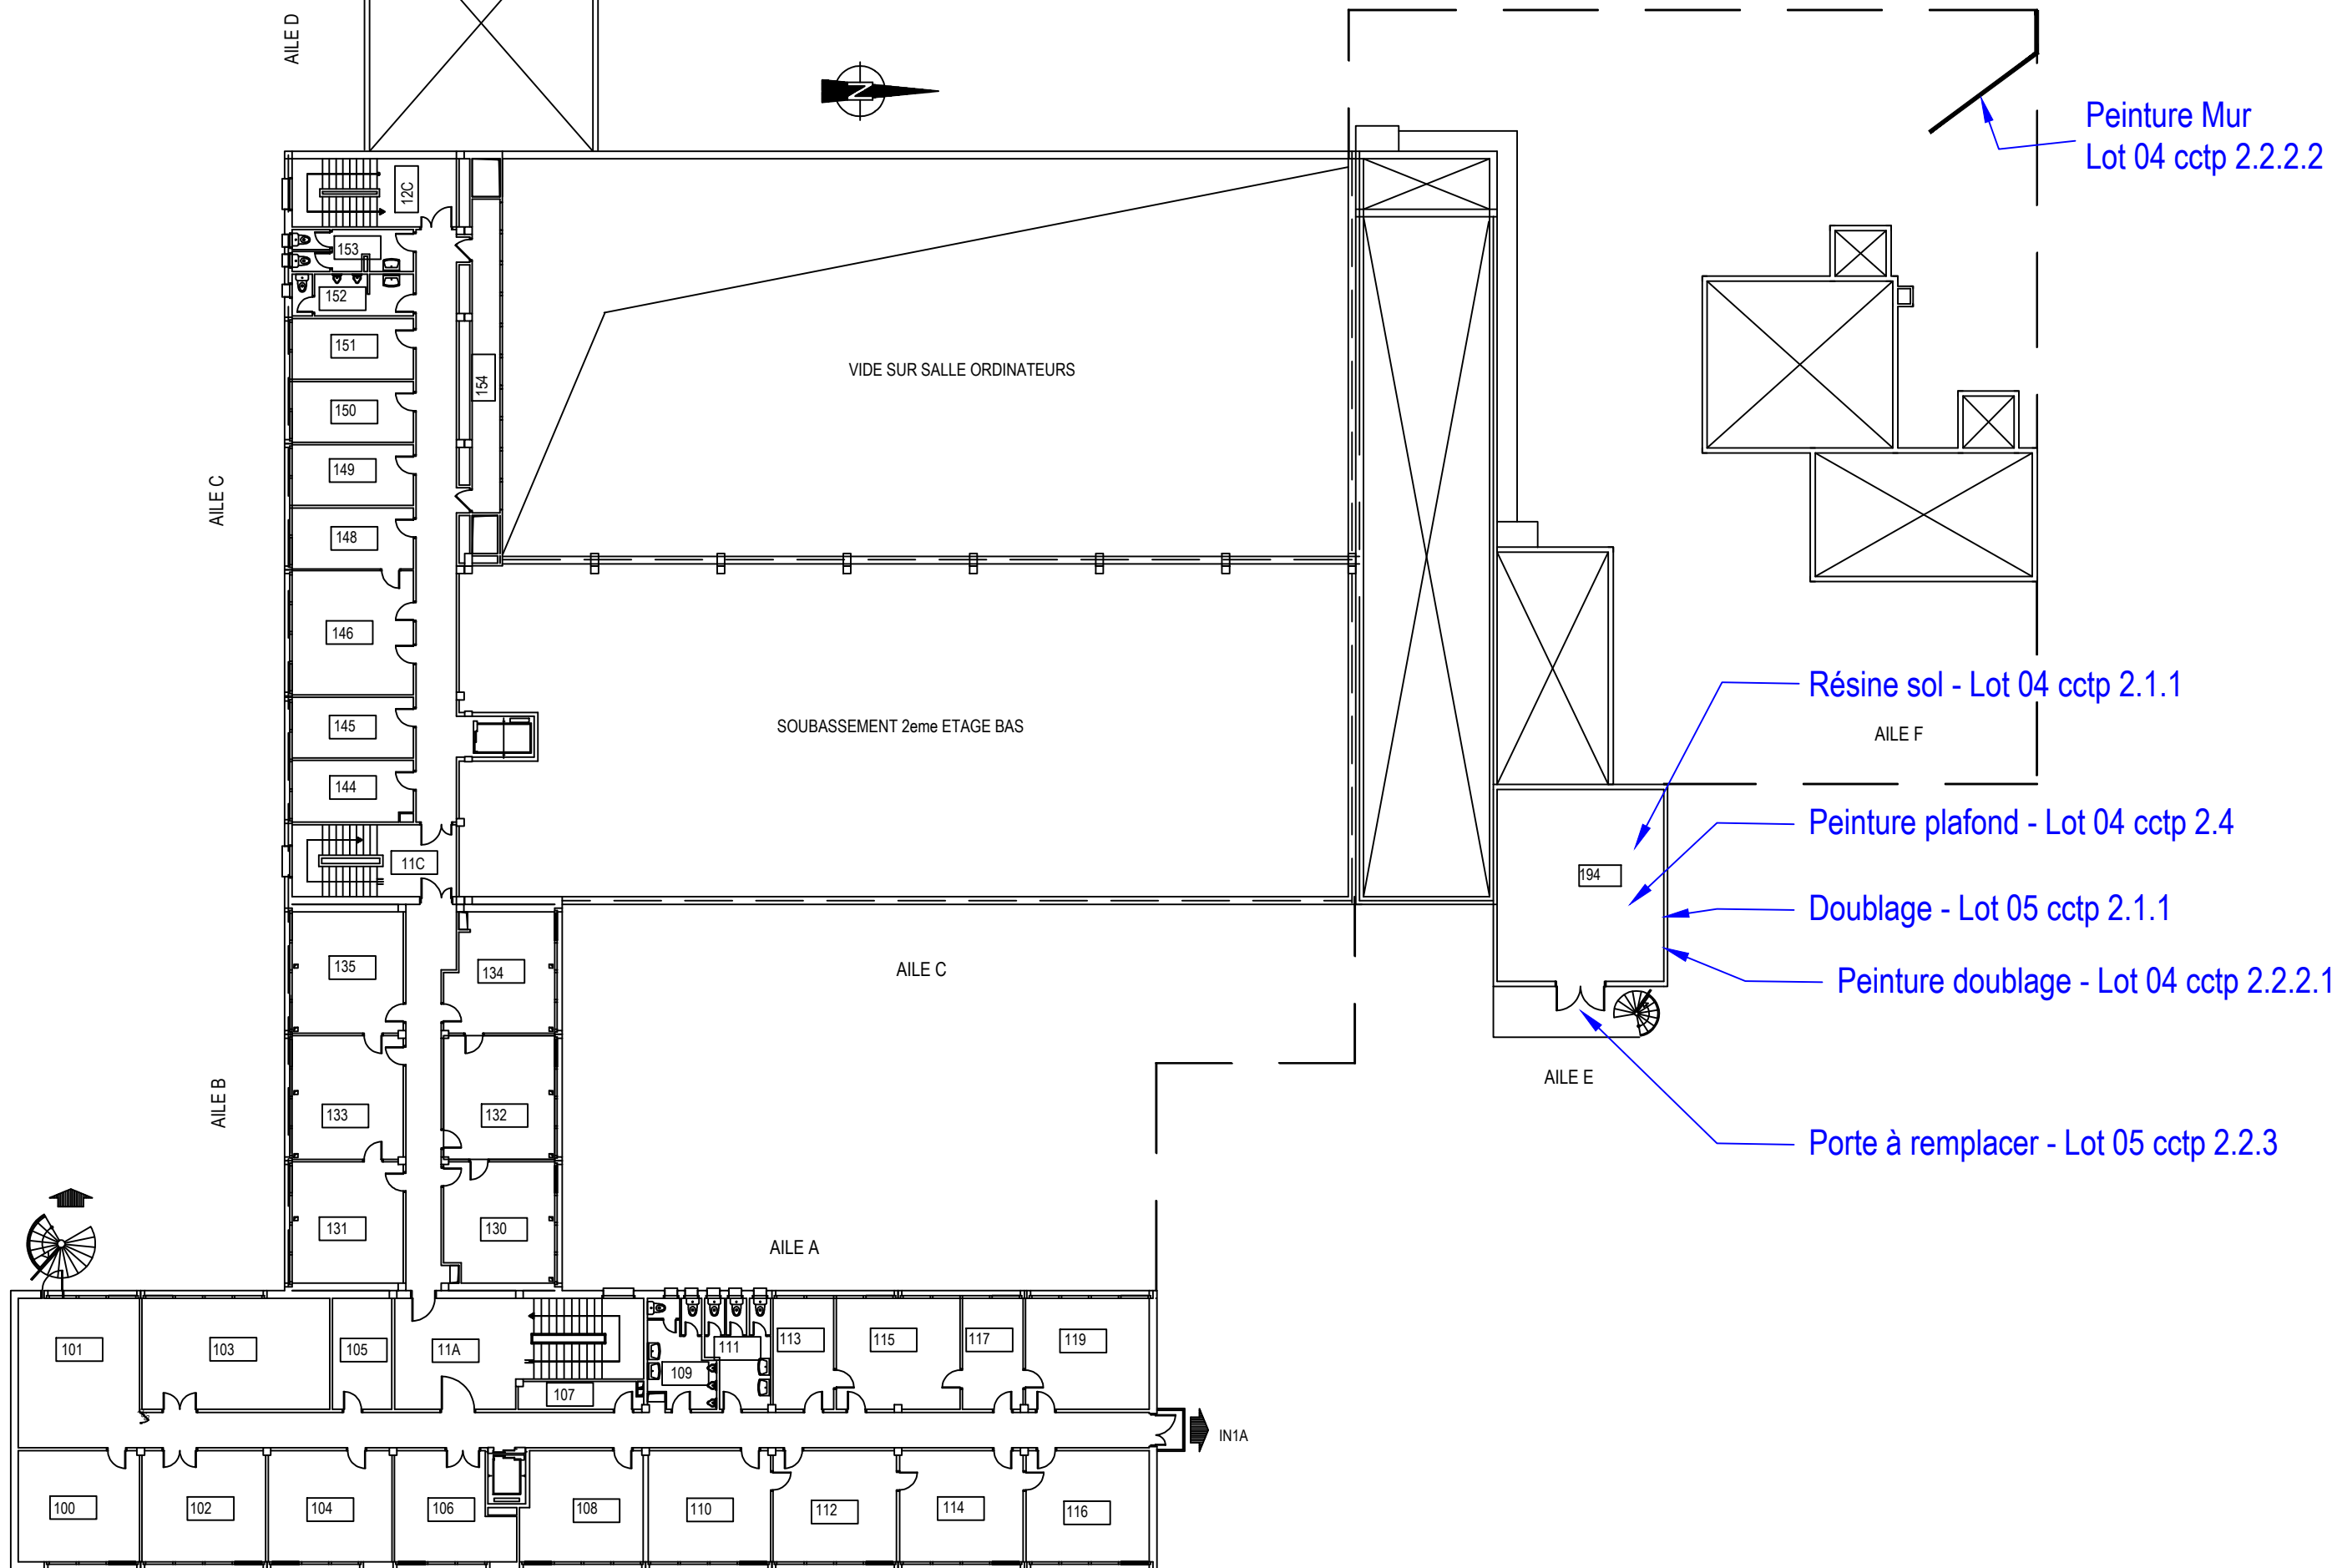 AILE D
N
Peinture Mur
Lot 04 cctp 2.2.2.2
12C
153
152
151
150
149
148
146
145
144
11C
154
VIDE SUR SALLE ORDINATEURS
AILE C
SOUBASSEMENT 2eme ETAGE BAS
Résine sol - Lot 04 cctp 2.1.1
AILE F
Peinture plafond - Lot 04 cctp 2.4
194
Doublage - Lot 05 cctp 2.1.1
Peinture doublage - Lot 04 cctp 2.2.2.1
AILE E
Porte à remplacer - Lot 05 cctp 2.2.3
AILE C
135
134
AILE B
133
132
131
130
AILE A
101
103
105
11A
107
109
111
113
115
117
119
IN1A
100
102
104
106
108
110
112
114
116